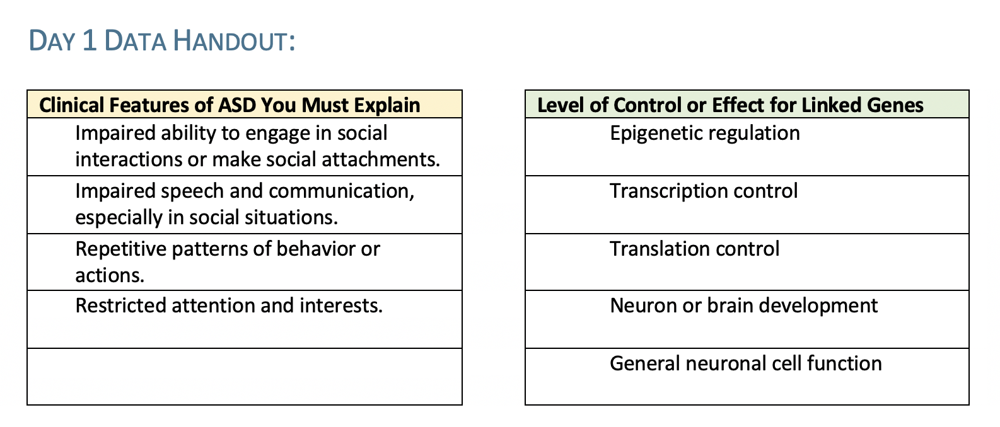 DAY 1 DATA HANDOUT:
Clinical Features of ASD You Must Explain
Impaired ability to engage in social
interactions or make social attachments.
Impaired speech and communication,
especially in social situations.
Repetitive patterns of behavior or
actions.
Restricted attention and interests.
Level of Control or Effect for Linked Genes
Epigenetic regulation
Transcription control
Translation control
Neuron or brain development
General neuronal cell function